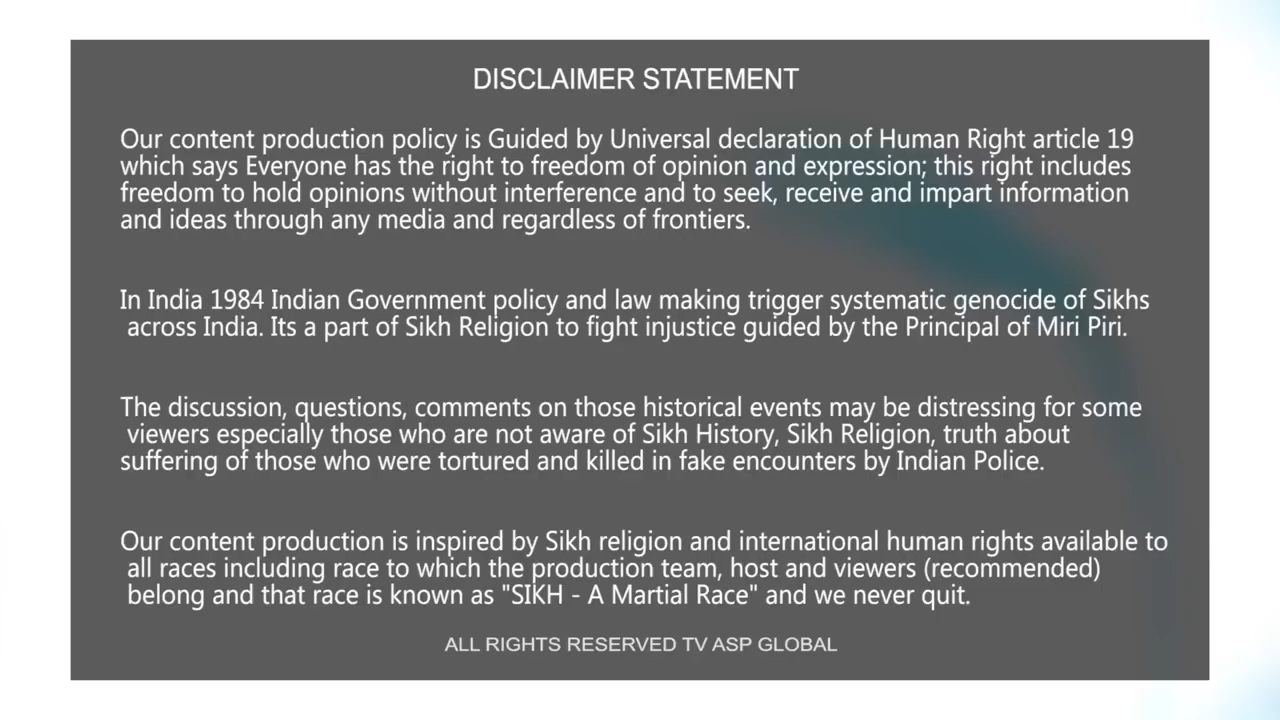 DISCLAIMER STATEMENT
Our content production policy is Guided by Universal declaration of Human Right article 19
which says Everyone has the right to freedom of opinion and expression; this right includes
freedom to hold opinions without interference and to seek, receive and impart information
and ideas through any media and regardless of frontiers.
In India 1984 Indian Government policy and law making trigger systematic genocide of Sikhs
across India. Its a part of Sikh Religion to fight injustice guided by the Principal of Miri Piri.
The discussion, questions, comments on those historical events may be distressing for some
viewers especially those who are not aware of Sikh History, Sikh Religion, truth about
suffering of those who were tortured and killed in fake encounters by Indian Police.
Our content production is inspired by Sikh religion and international human rights available to
all races including race to which the production team, host and viewers (recommended)
belong and that race is known as "SIKH - A Martial Race" and we never quit.
ALL RIGHTS RESERVED TV ASP GLOBAL